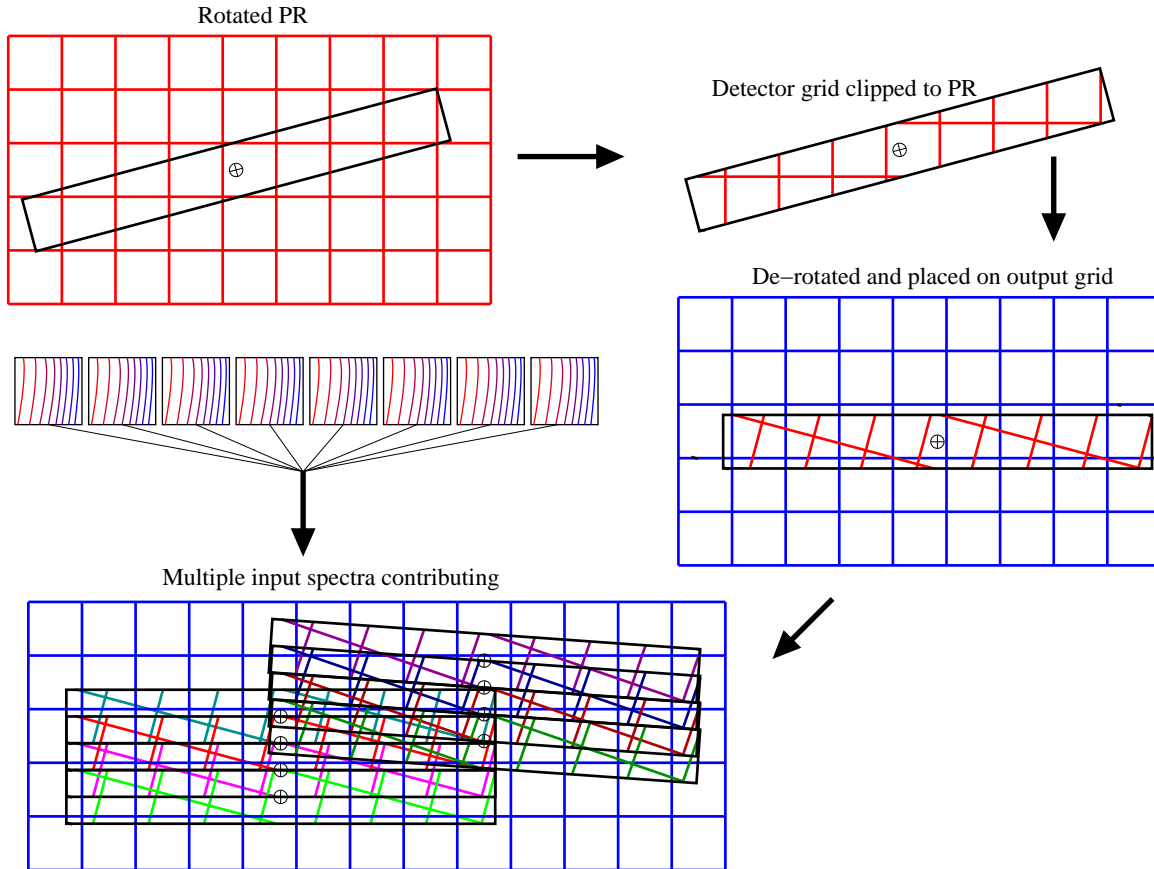 Rotated PR
Detector grid clipped to PR
De−rotated and placed on output grid
Multiple input spectra contributing